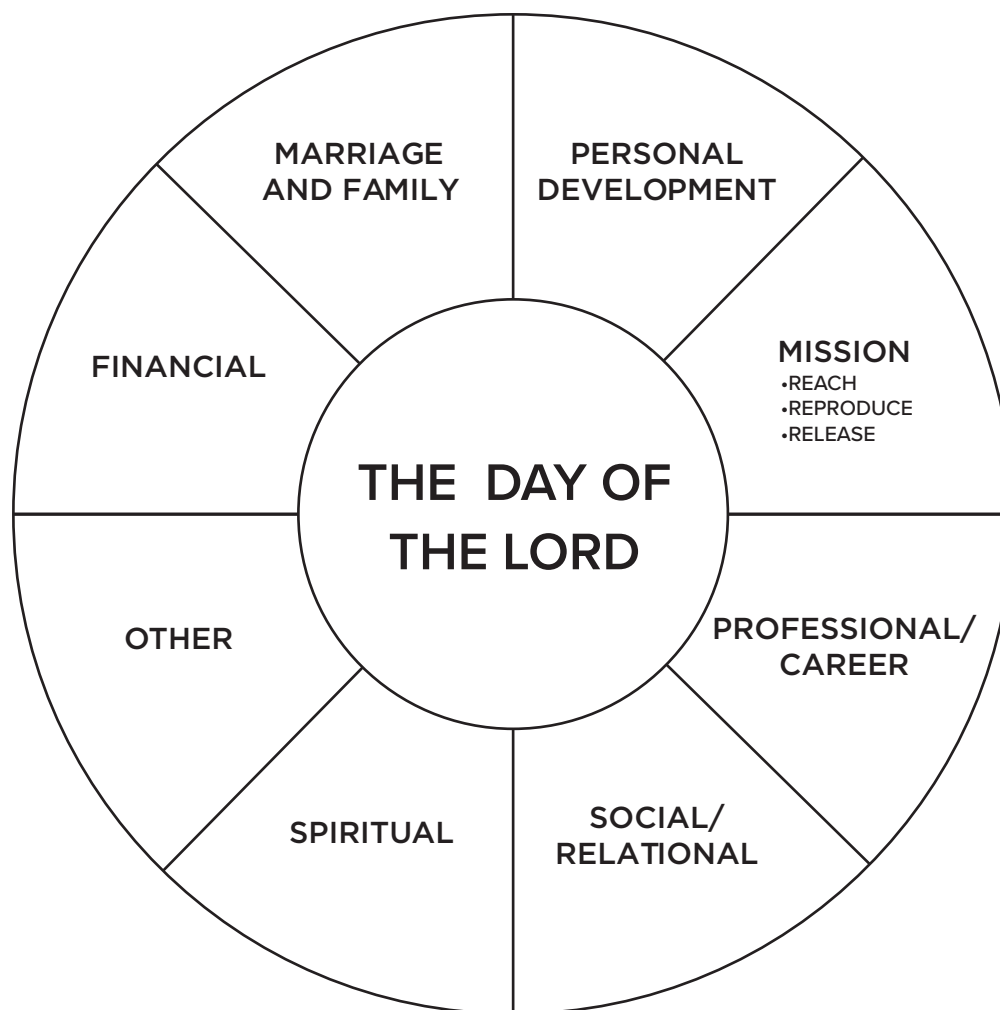 MARRIAGE
AND FAMILY
PERSONAL
DEVELOPMENT
FINANCIAL
MISSION
•REACH
•REPRODUCE
•RELEASE
THE DAY OF
THE LORD
OTHER
PROFESSIONAL/
CAREER
SPIRITUAL
SOCIAL/
RELATIONAL